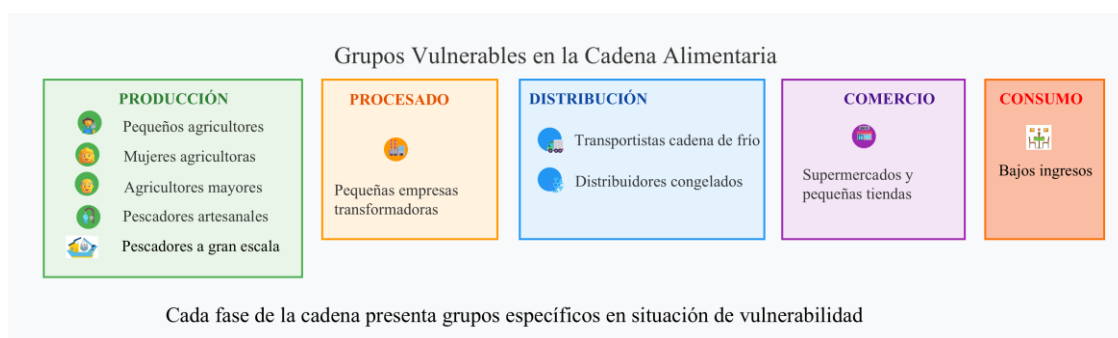 Grupos Vulnerables en la Cadena Alimentaria
PRODUCCIÓN
Pequeños agricultores
Mujeres agricultoras
Agricultores mayores
Pescadores artesanales
Pescadores a gran escala
PROCESADO
Pequeñas empresas
transformadoras
DISTRIBUCIÓN
Transportistas cadena de frío
Distribuidores congelados
COMERCIO
Supermercados y
pequeñas tiendas
CONSUMO
Bajos ingresos
Cada fase de la cadena presenta grupos específicos en situación de vulnerabilidad